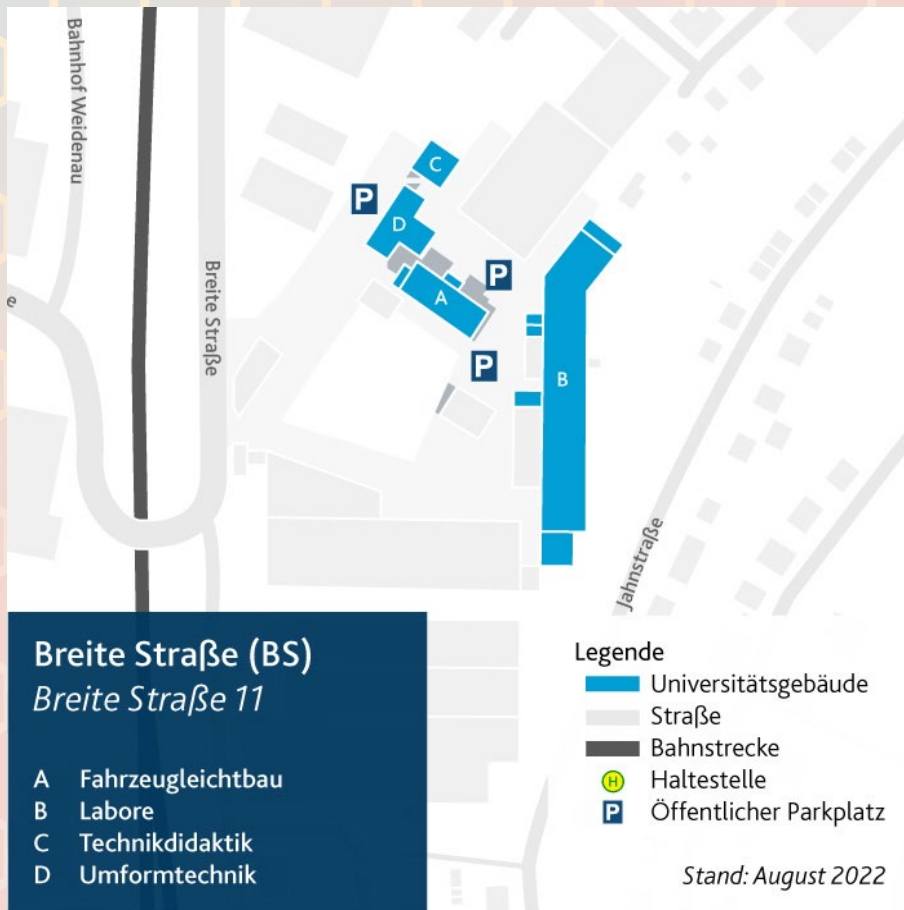 Bahnhof Weidenau
Breite Straße
e
P
C
D
P
A
P
B
Jahnstraße
Breite Straße (BS)
Breite Straße 11
A Fahrzeugleichtbau
B Labore
C Technikdidaktik
D Umformtechnik
Legende
Universitätsgebäude
Straße
Bahnstrecke
H Haltestelle
P Öffentlicher Parkplatz
Stand: August 2022